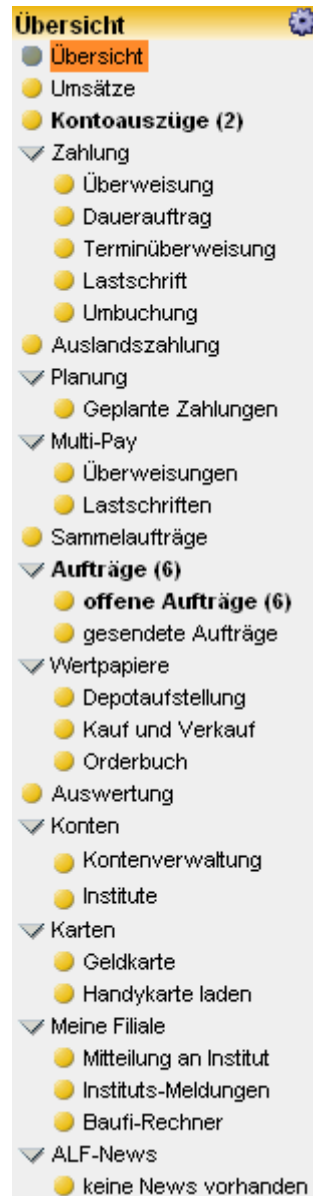 Übersicht
Übersicht
Umsätze
Kontoauszüge (2)
Zahlung
Überweisung
Dauerauftrag
Terminüberweisung
Lastschrift
Umbuchung
Auslandszahlung
Planung
Geplante Zahlungen
Multi-Pay
Überweisungen
Lastschriften
Sammelaufträge
Aufträge (6)
offene Aufträge (6)
gesendete Aufträge
Wertpapiere
Depotaufstellung
Kauf und Verkauf
Orderbuch
Auswertung
Konten
Kontenverwaltung
Institute
Karten
Geldkarte
Handykarte laden
Meine Filiale
Mitteilung an Institut
Instituts-Meldungen
Baufi-Rechner
ALF-News
keine News vorhanden